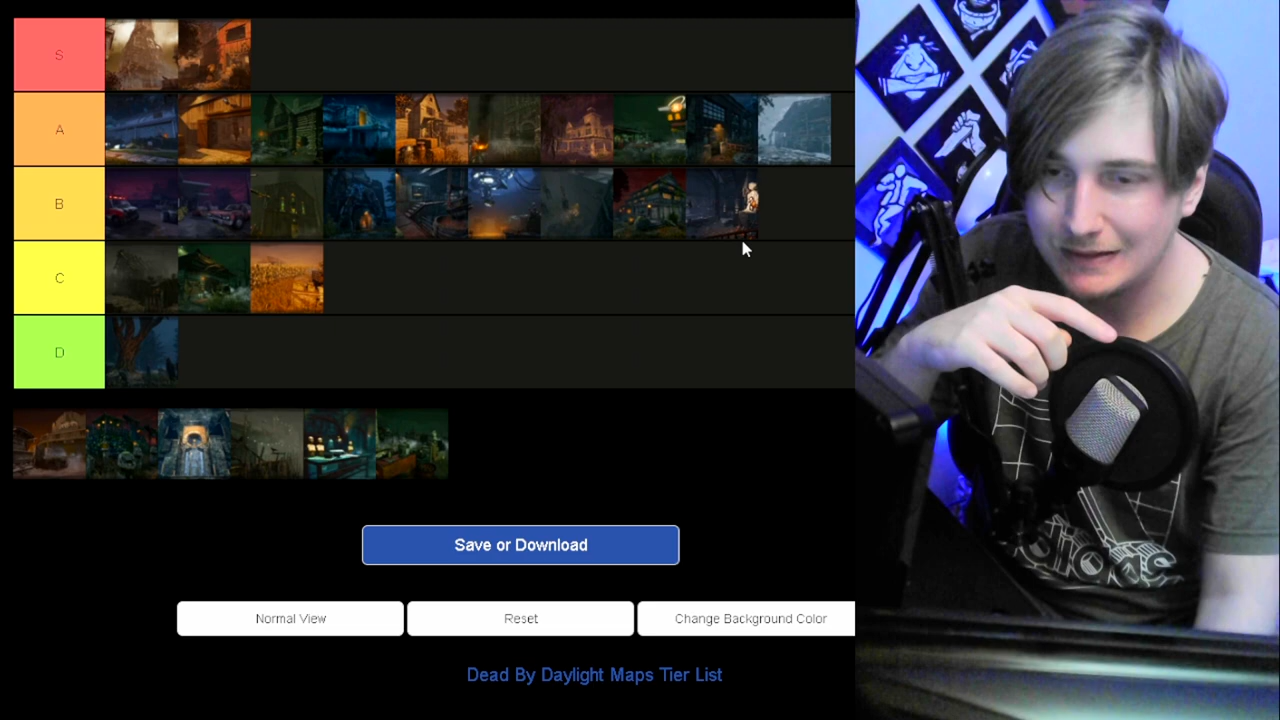 S
A
B
C
D
Save or Download
Normal View
Reset
Change Background Color
Dead By Daylight Maps Tier List